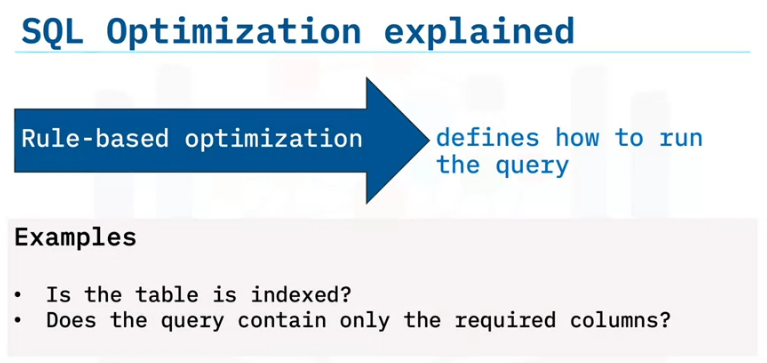 SQL Optimization explained
Rule-based optimization
defines how to run
the query
Examples
• Is the table is indexed?
• Does the query contain only the required columns?